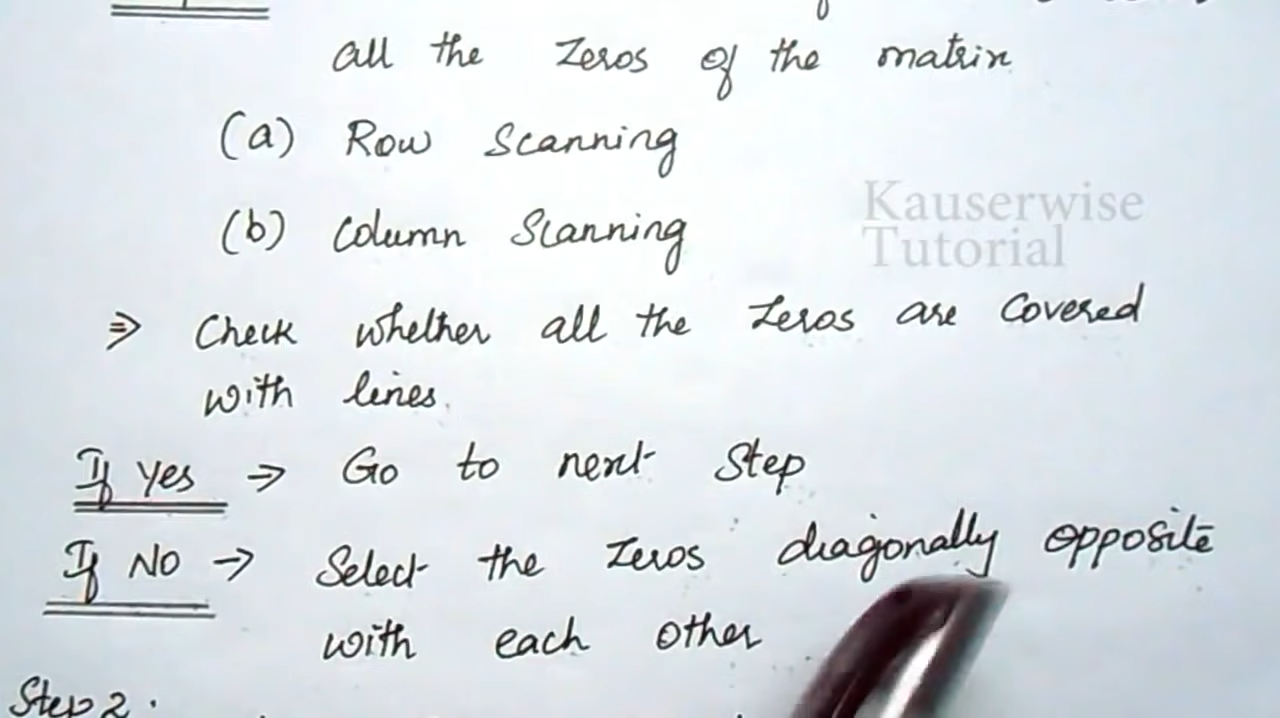 all the Zeros of the matrix
(a) Row Scanning
(b) Column Scanning
Kauserwise
Tutorial
⇒ Check whether all the Zeros are Covered
with lines.
If Yes ⇒ Go to next Step
If No → Select the Zeros diagonally opposite
with each other
Step 2.